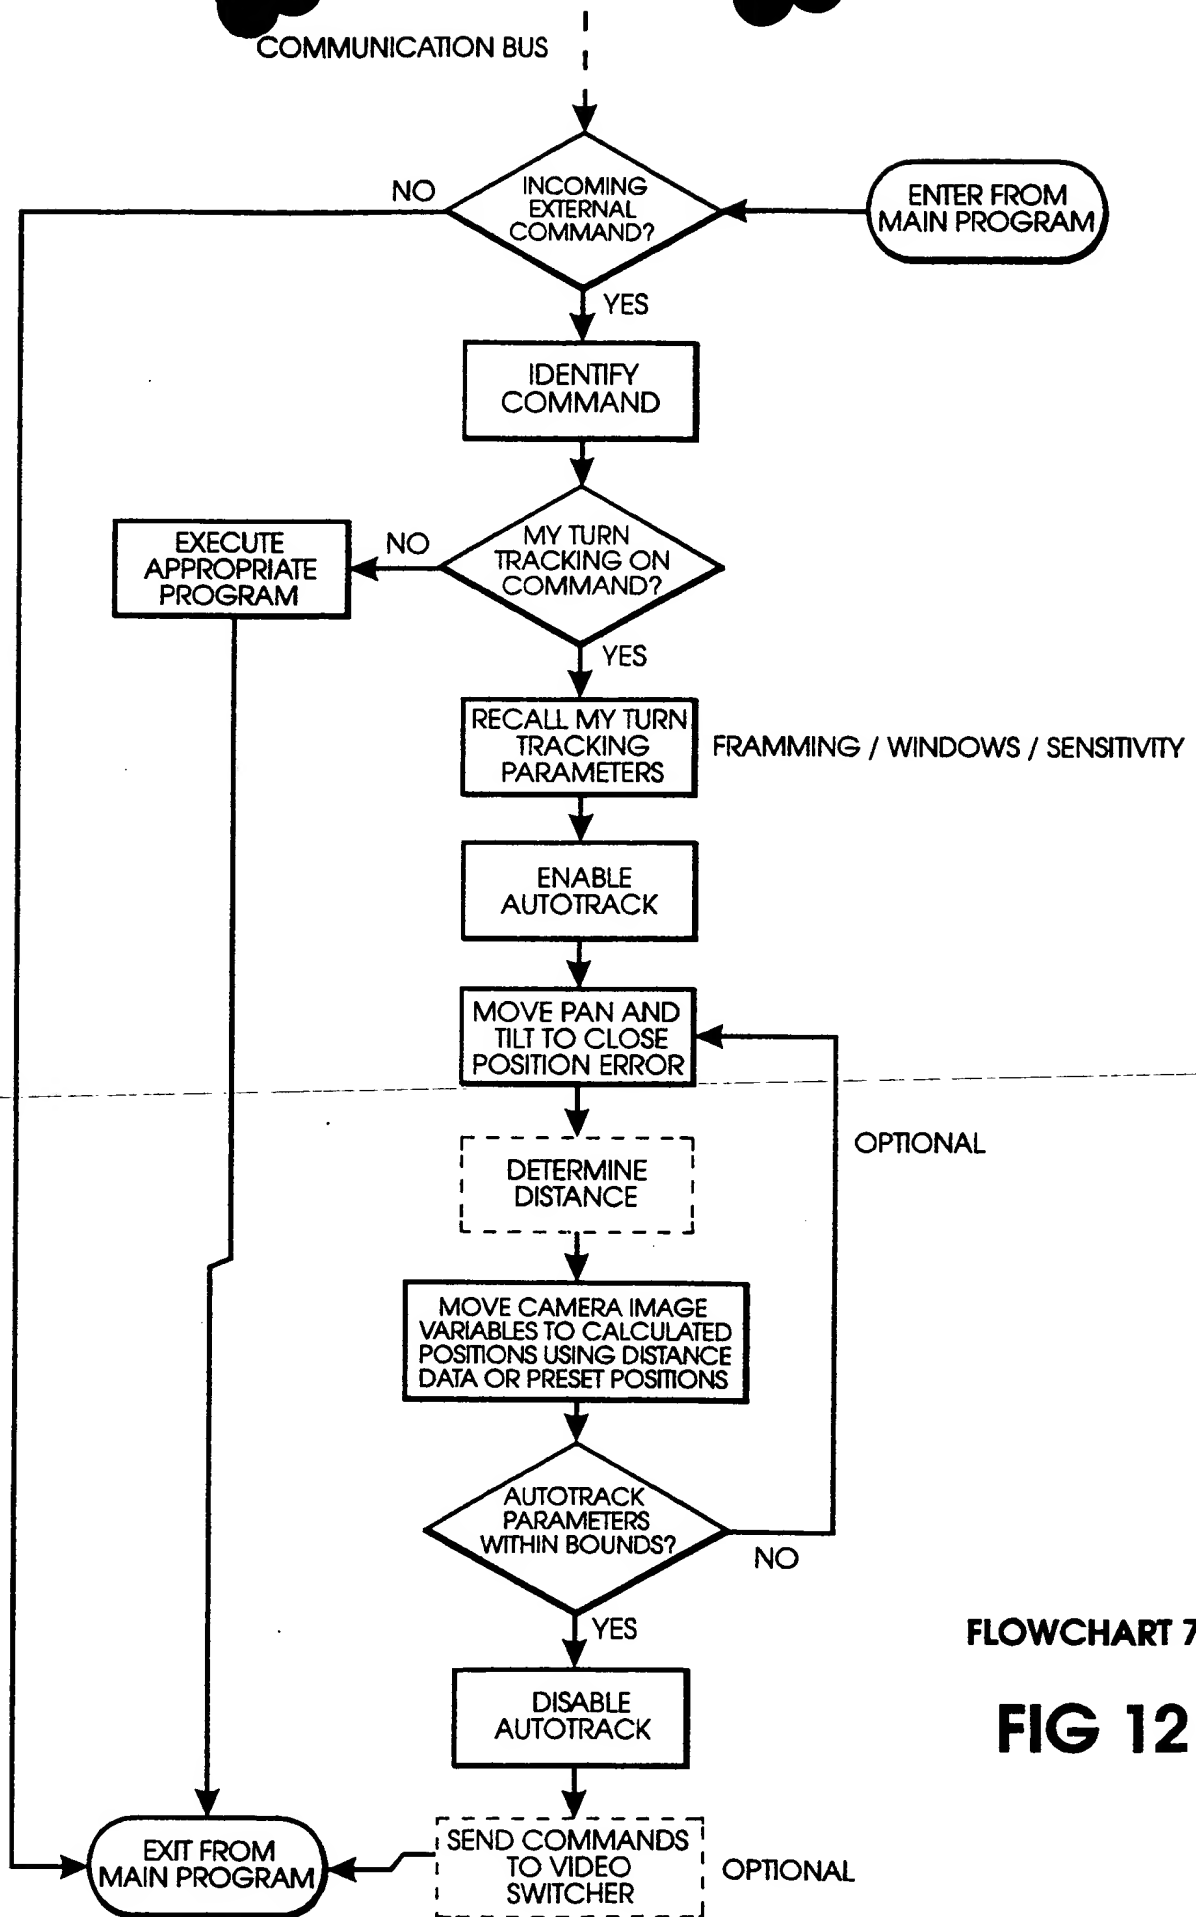 COMMUNICATION BUS
INCOMING
EXTERNAL
COMMAND?
NO
ENTER FROM
MAIN PROGRAM
YES
IDENTIFY
COMMAND
MY TURN
TRACKING ON
COMMAND?
NO
EXECUTE
APPROPRIATE
PROGRAM
YES
RECALL MY TURN
TRACKING
PARAMETERS
FRAMMING / WINDOWS / SENSITIVITY
ENABLE
AUTOTRACK
MOVE PAN AND
TILT TO CLOSE
POSITION ERROR
OPTIONAL
DETERMINE
DISTANCE
MOVE CAMERA IMAGE
VARIABLES TO CALCULATED
POSITIONS USING DISTANCE
DATA OR PRESET POSITIONS
AUTOTRACK
PARAMETERS
WITHIN BOUNDS?
NO
YES
DISABLE
AUTOTRACK
SEND COMMANDS
TO VIDEO
SWITCHER
OPTIONAL
EXIT FROM
MAIN PROGRAM
FLOWCHART 7
FIG 12